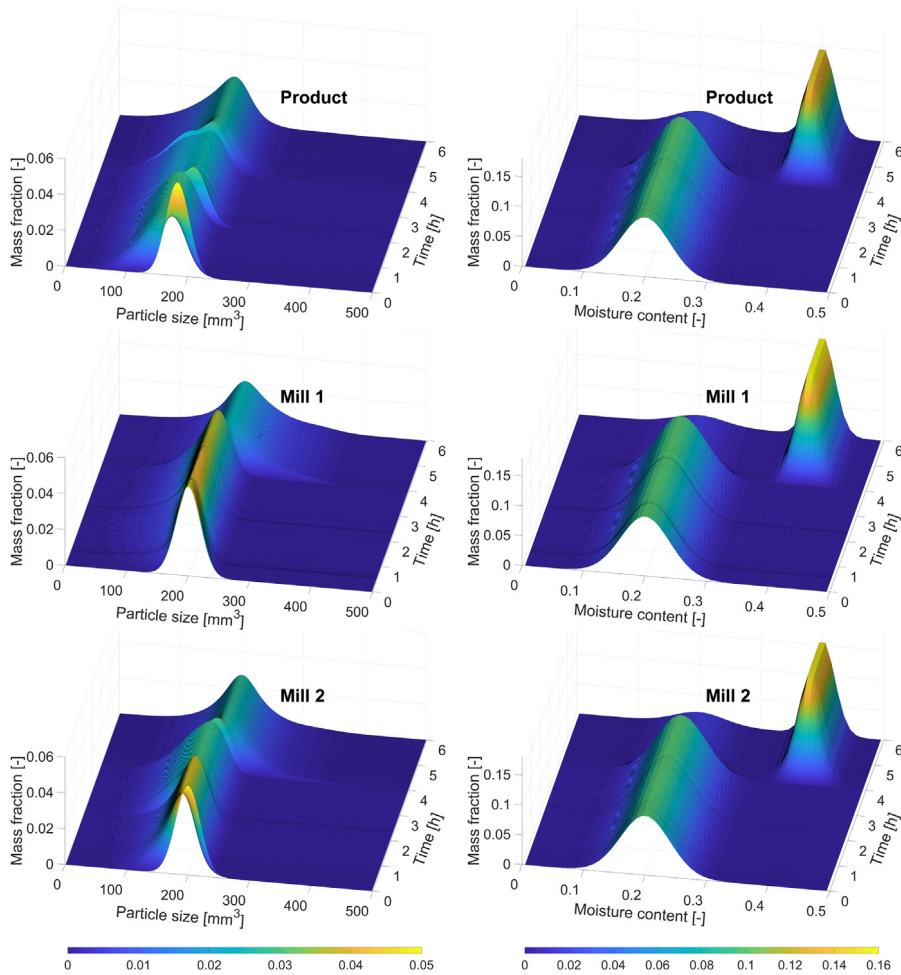 Product
Mass fraction [-]
0.06
0.04
0.02
0
0 100 200 300 400 500
Particle size [mm³]
0 1 2 3 4 5 6
Time [h]
Product
Mass fraction [-]
0.15
0.1
0.05
0
0 0.1 0.2 0.3 0.4 0.5
Moisture content [-]
0 1 2 3 4 5 6
Time [h]
Mill 1
Mass fraction [-]
0.06
0.04
0.02
0
0 100 200 300 400 500
Particle size [mm³]
0 1 2 3 4 5 6
Time [h]
Mill 1
Mass fraction [-]
0.15
0.1
0.05
0
0 0.1 0.2 0.3 0.4 0.5
Moisture content [-]
0 1 2 3 4 5 6
Time [h]
Mill 2
Mass fraction [-]
0.06
0.04
0.02
0
0 100 200 300 400 500
Particle size [mm³]
0 1 2 3 4 5 6
Time [h]
Mill 2
Mass fraction [-]
0.15
0.1
0.05
0
0 0.1 0.2 0.3 0.4 0.5
Moisture content [-]
0 1 2 3 4 5 6
Time [h]
0 0.01 0.02 0.03 0.04 0.05
0 0.02 0.04 0.06 0.08 0.10 0.12 0.14 0.16